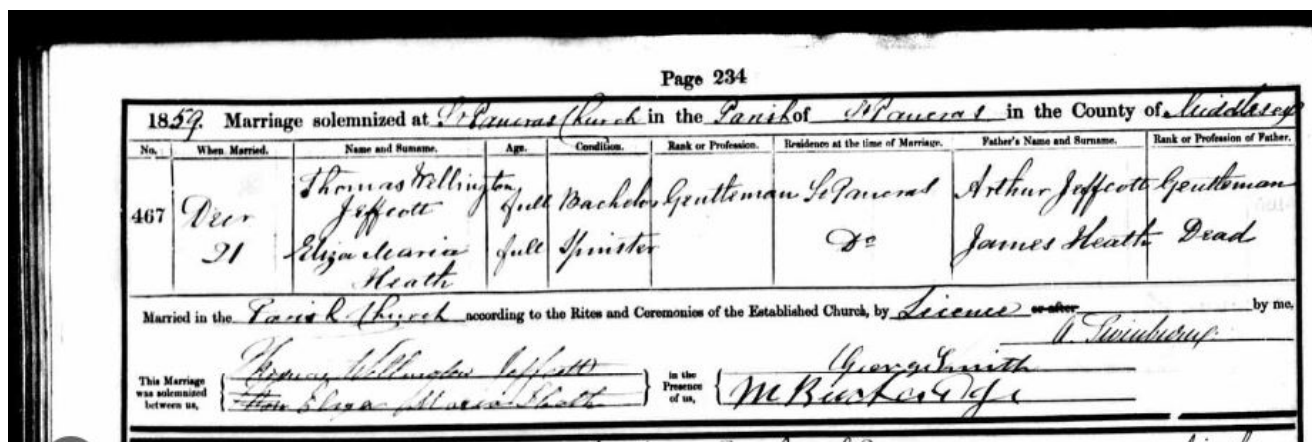 Page 234
1859. Marriage solemnized at St Pancras Church in the Parish of St Pancras in the County of Middlesex
No. When Married. Name and Surname. Age. Condition. Rank or Profession. Residence at the time of Marriage. Father's Name and Surname. Rank or Profession of Father.
467 Decr 21 Thomas Wellington Jeffcott full Bachelor Gentleman St Pancras Arthur Jeffcott Gentleman
Eliza Maria Heath full Spinster Do James Heath Dead
Married in the Parish Church according to the Rites and Ceremonies of the Established Church, by Licence or after by me,
This Marriage was solemnized between us, Thomas Wellington Jeffcott in the Presence of us, George Smith
Eliza Maria Heath M